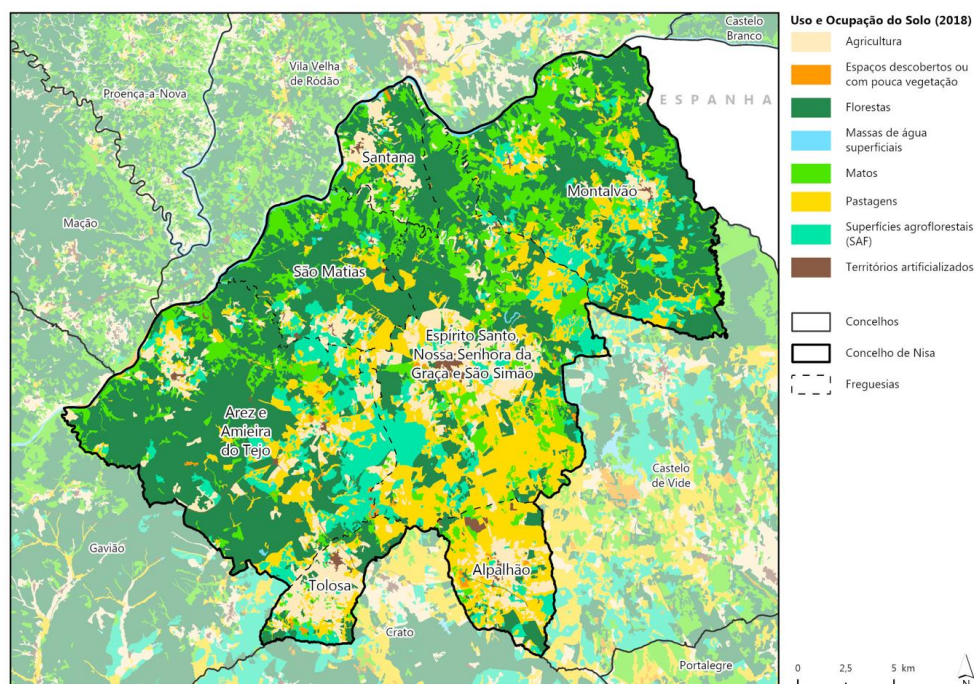 Castelo
Branco
Vila Velha
de Ródão
Proença-a-Nova
ESPANHA
Santana
Montalvão
Mação
São Matias
Espírito Santo,
Nossa Senhora da
Graça e São Simão
Arez e
Amieira
do Tejo
Castelo
de Vide
Gavião
Alpalhão
Tolosa
Crato
Portalegre
Uso e Ocupação do Solo (2018)
Agricultura
Espaços descobertos ou
com pouca vegetação
Florestas
Massas de água
superficiais
Matos
Pastagens
Superfícies agroflorestais
(SAF)
Territórios artificializados
Concelhos
Concelho de Nisa
Freguesias
0 2,5 5 km
N